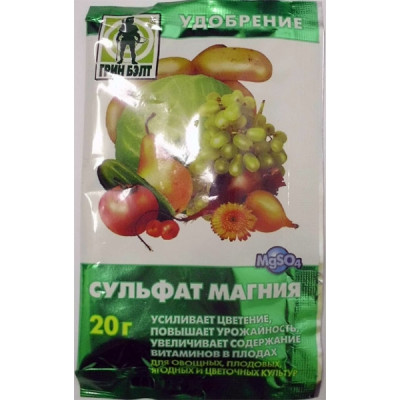 УДОБРЕНИЕ
ГРИН БЭЛТ
MgSO4
СУЛЬФАТ МАГНИЯ
20 г
УСИЛИВАЕТ ЦВЕТЕНИЕ,
ПОВЫШАЕТ УРОЖАЙНОСТЬ,
УВЕЛИЧИВАЕТ СОДЕРЖАНИЕ
ВИТАМИНОВ В ПЛОДАХ
ДЛЯ ОВОЩНЫХ, ПЛОДОВЫХ,
ЯГОДНЫХ И ЦВЕТОЧНЫХ КУЛЬТУР